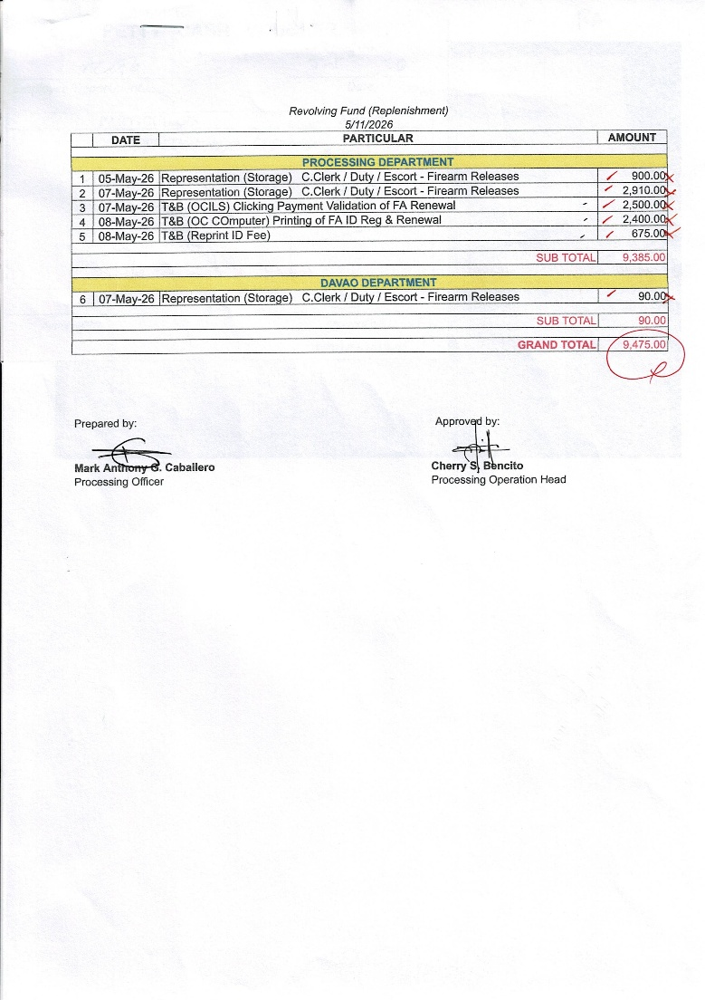 Revolving Fund (Replenishment)
5/11/2026
DATE PARTICULAR AMOUNT
PROCESSING DEPARTMENT
1 05-May-26 Representation (Storage) C.Clerk / Duty / Escort - Firearm Releases 900.00
2 07-May-26 Representation (Storage) C.Clerk / Duty / Escort - Firearm Releases 2,910.00
3 07-May-26 T&B (OCILS) Clicking Payment Validation of FA Renewal 2,500.00
4 08-May-26 T&B (OC COmputer) Printing of FA ID Reg & Renewal 2,400.00
5 08-May-26 T&B (Reprint ID Fee) 675.00
SUB TOTAL 9,385.00
DAVAO DEPARTMENT
6 07-May-26 Representation (Storage) C.Clerk / Duty / Escort - Firearm Releases 90.00
SUB TOTAL 90.00
GRAND TOTAL 9,475.00
Prepared by: Approved by:
Mark Anthony G. Caballero Cherry S. Bencito
Processing Officer Processing Operation Head